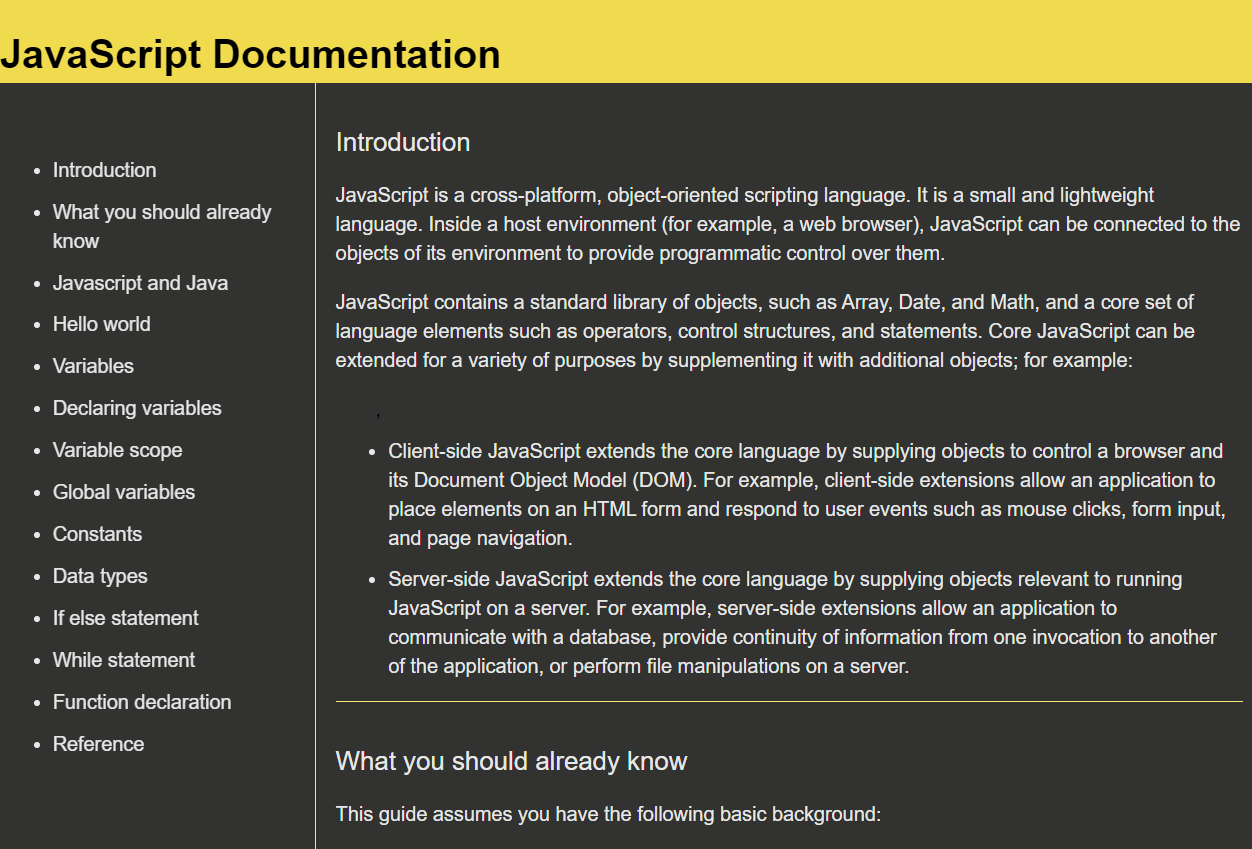 JavaScript Documentation
Introduction
What you should already
know
Javascript and Java
Hello world
Variables
Declaring variables
Variable scope
Global variables
Constants
Data types
If else statement
While statement
Function declaration
Reference
Introduction
JavaScript is a cross-platform, object-oriented scripting language. It is a small and lightweight
language. Inside a host environment (for example, a web browser), JavaScript can be connected to the
objects of its environment to provide programmatic control over them.
JavaScript contains a standard library of objects, such as Array, Date, and Math, and a core set of
language elements such as operators, control structures, and statements. Core JavaScript can be
extended for a variety of purposes by supplementing it with additional objects; for example:
,
Client-side JavaScript extends the core language by supplying objects to control a browser and
its Document Object Model (DOM). For example, client-side extensions allow an application to
place elements on an HTML form and respond to user events such as mouse clicks, form input,
and page navigation.
Server-side JavaScript extends the core language by supplying objects relevant to running
JavaScript on a server. For example, server-side extensions allow an application to
communicate with a database, provide continuity of information from one invocation to another
of the application, or perform file manipulations on a server.
What you should already know
This guide assumes you have the following basic background: